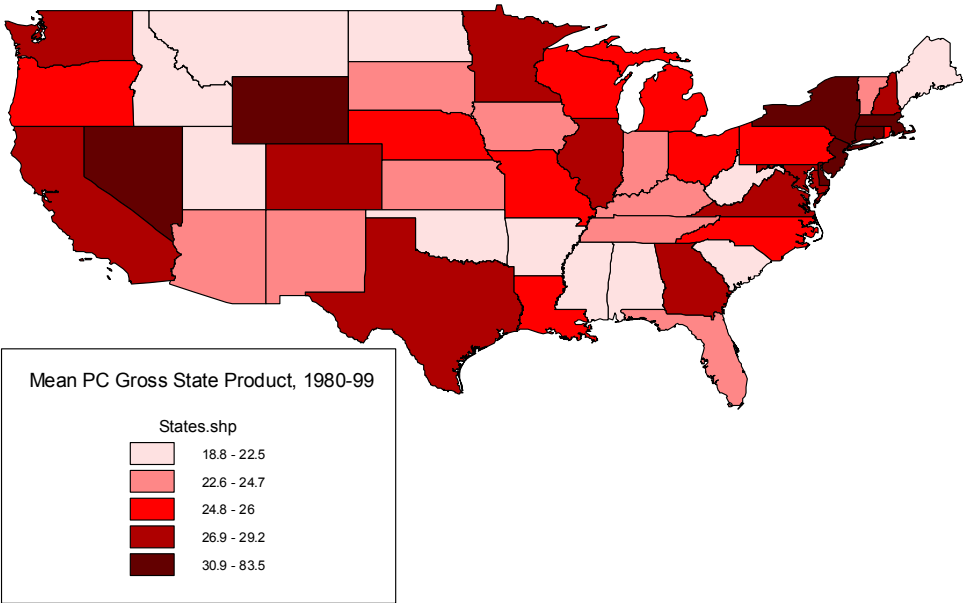 Mean PC Gross State Product, 1980-99
States.shp
18.8 - 22.5
22.6 - 24.7
24.8 - 26
26.9 - 29.2
30.9 - 83.5